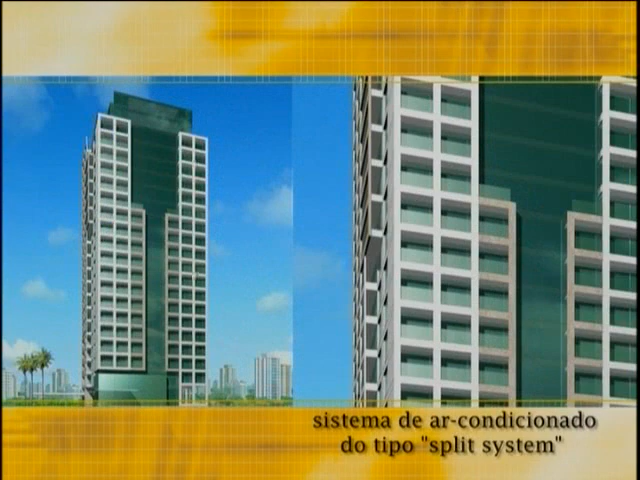 sistema de ar-condicionado
do tipo "split system"